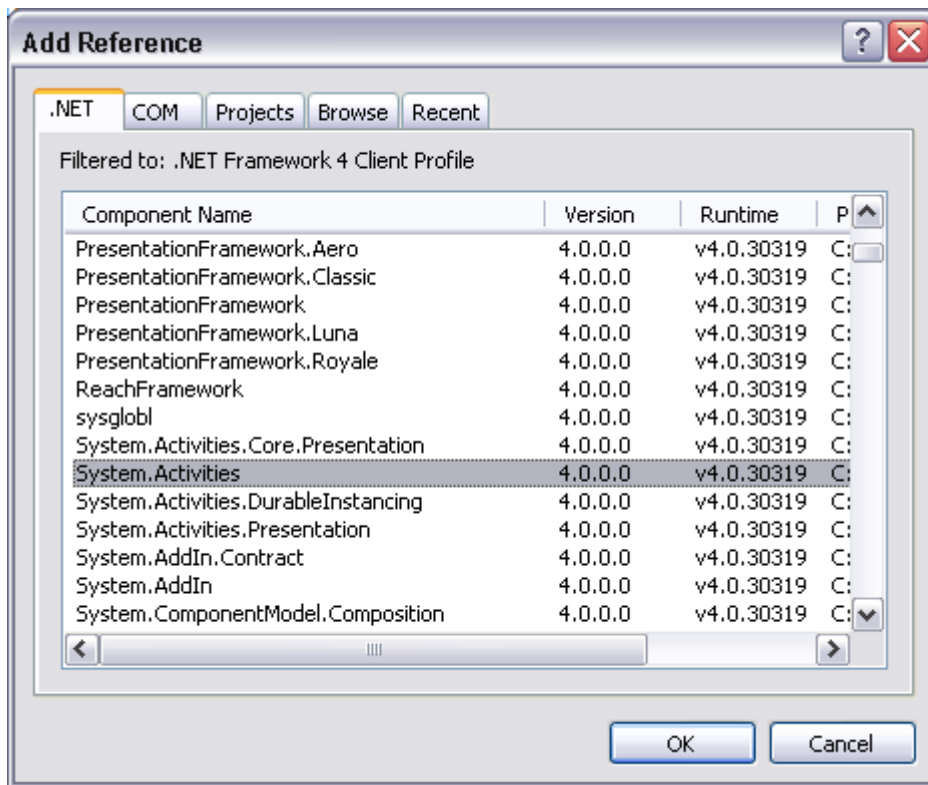 Add Reference
.NET COM Projects Browse Recent
Filtered to: .NET Framework 4 Client Profile
Component Name Version Runtime P
PresentationFramework.Aero 4.0.0.0 v4.0.30319 C:
PresentationFramework.Classic 4.0.0.0 v4.0.30319 C:
PresentationFramework 4.0.0.0 v4.0.30319 C:
PresentationFramework.Luna 4.0.0.0 v4.0.30319 C:
PresentationFramework.Royale 4.0.0.0 v4.0.30319 C:
ReachFramework 4.0.0.0 v4.0.30319 C:
sysglobl 4.0.0.0 v4.0.30319 C:
System.Activities.Core.Presentation 4.0.0.0 v4.0.30319 C:
System.Activities 4.0.0.0 v4.0.30319 C:
System.Activities.DurableInstancing 4.0.0.0 v4.0.30319 C:
System.Activities.Presentation 4.0.0.0 v4.0.30319 C:
System.AddIn.Contract 4.0.0.0 v4.0.30319 C:
System.AddIn 4.0.0.0 v4.0.30319 C:
System.ComponentModel.Composition 4.0.0.0 v4.0.30319 C:
OK Cancel